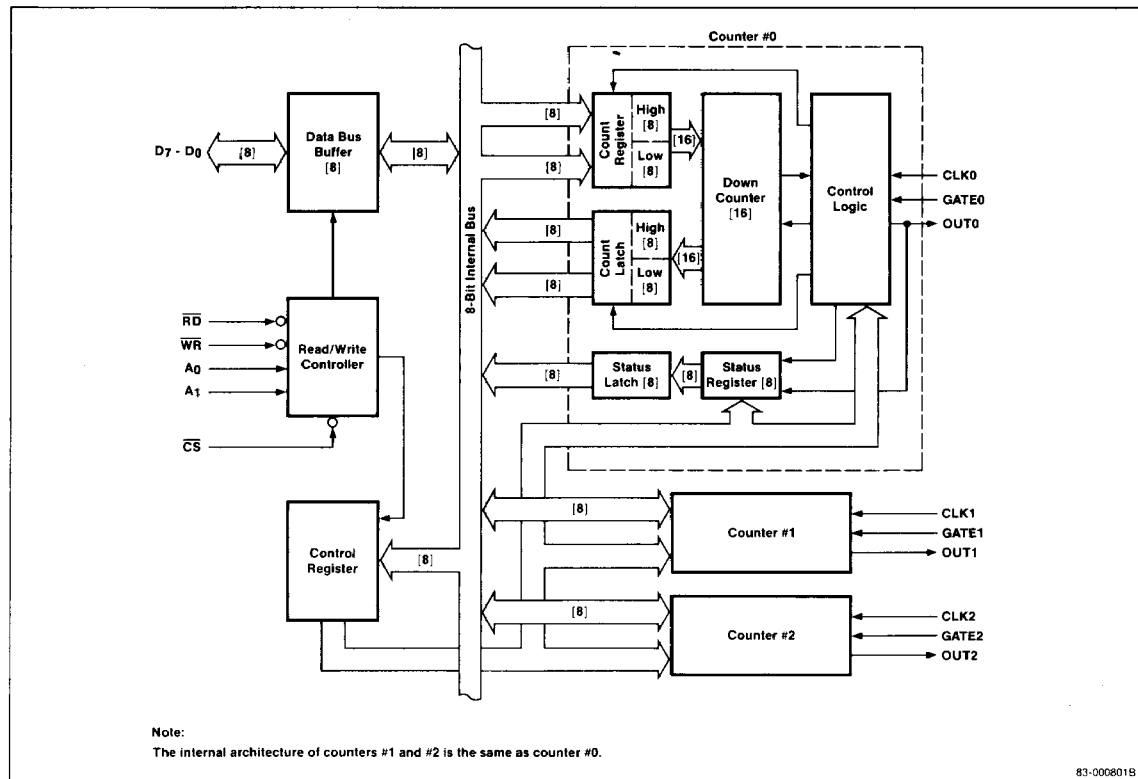 Counter #0
D7 - D0
[8]
Data Bus
Buffer
[8]
[8]
8-Bit Internal Bus
[8]
[8]
Count
Register
High
[8]
Low
[8]
[16]
Down
Counter
[16]
Control
Logic
CLK0
GATE0
OUT0
[8]
[8]
Count
Latch
High
[8]
Low
[8]
[16]
RD
WR
A0
A1
CS
Read/Write
Controller
[8]
Status
Latch [8]
[8]
Status
Register [8]
Control
Register
[8]
[8]
Counter #1
CLK1
GATE1
OUT1
[8]
Counter #2
CLK2
GATE2
OUT2
Note:
The internal architecture of counters #1 and #2 is the same as counter #0.
83-000801B